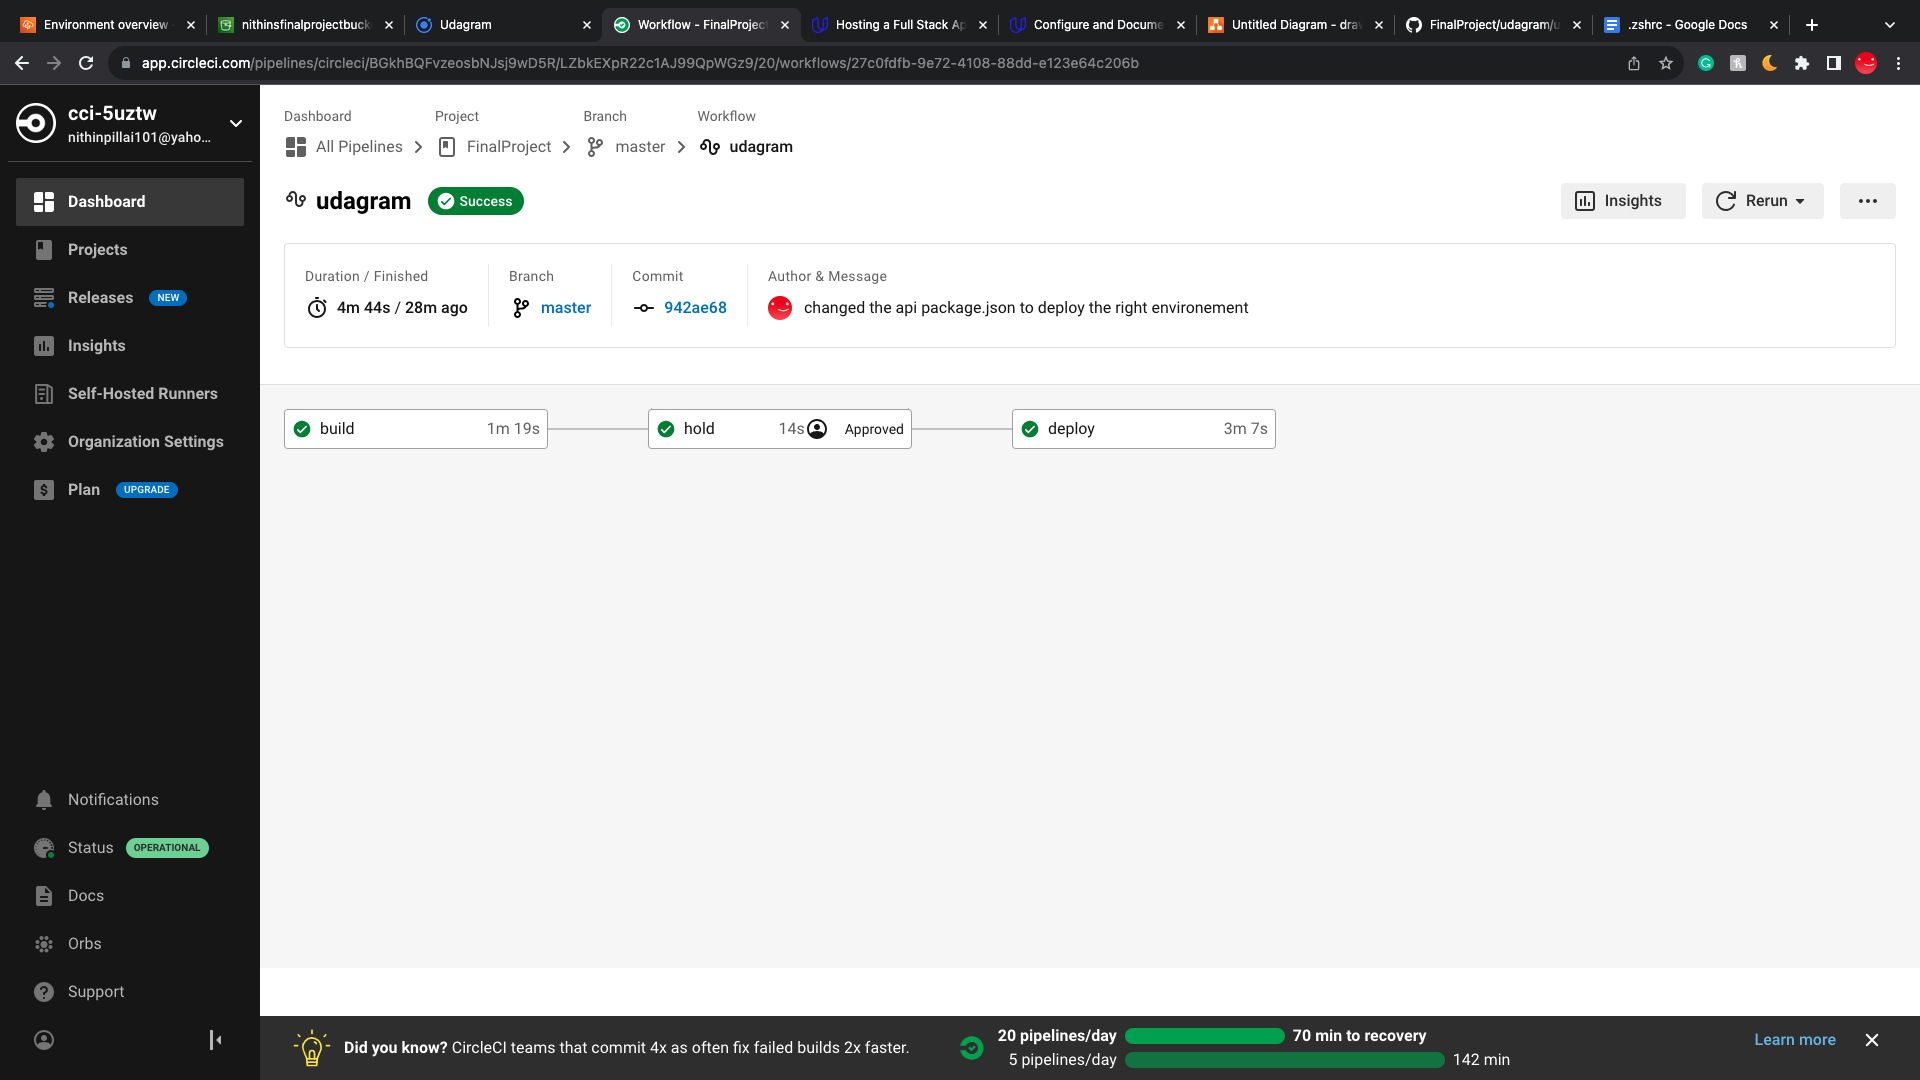 Environment overview
nithinsfinalprojectbuck
Udagram
Workflow - FinalProject
Hosting a Full Stack Ap
Configure and Docume
Untitled Diagram - draw
FinalProject/udagram/u
.zshrc - Google Docs
app.circleci.com/pipelines/circleci/BGkhBQFvzeosbNJsj9wD5R/LZbkEXpR22c1AJ99QpWGz9/20/workflows/27c0fdfb-9e72-4108-88dd-e123e64c206b
cci-5uztw
nithinpillai101@yaho...
Dashboard
Projects
Releases NEW
Insights
Self-Hosted Runners
Organization Settings
Plan UPGRADE
Notifications
Status OPERATIONAL
Docs
Orbs
Support
Dashboard Project Branch Workflow
All Pipelines FinalProject master udagram
udagram Success
Insights Rerun
Duration / Finished Branch Commit Author & Message
4m 44s / 28m ago master 942ae68 changed the api package.json to deploy the right environement
build 1m 19s
hold 14s Approved
deploy 3m 7s
Did you know? CircleCI teams that commit 4x as often fix failed builds 2x faster.
20 pipelines/day 70 min to recovery
5 pipelines/day 142 min
Learn more